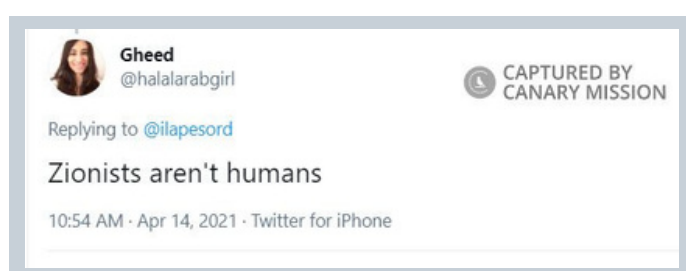 Gheed
@halalarabgirl
CAPTURED BY
CANARY MISSION
Replying to @ilapesord
Zionists aren't humans
10:54 AM · Apr 14, 2021 · Twitter for iPhone